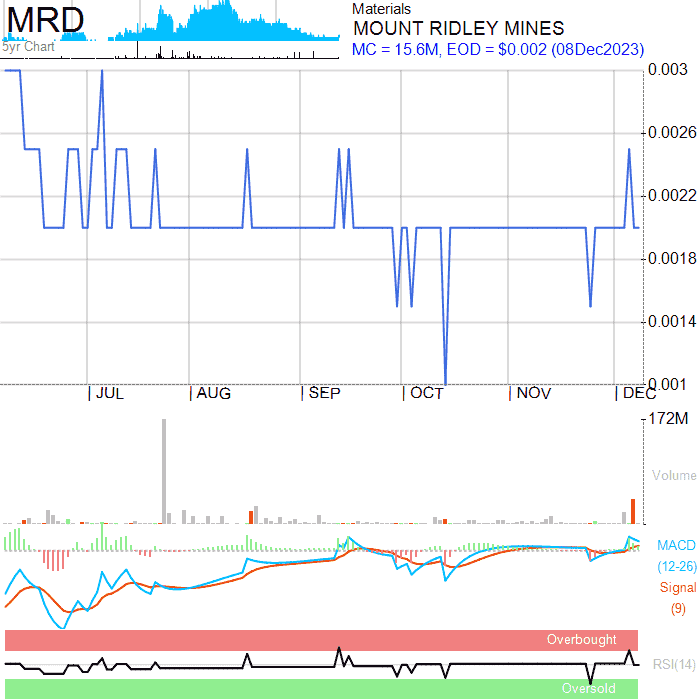 MRD
5yr Chart
Materials
MOUNT RIDLEY MINES
MC = 15.6M, EOD = $0.002 (08Dec2023)
0.003
0.0026
0.0022
0.0018
0.0014
0.001
JUL AUG SEP OCT NOV DEC
172M
Volume
MACD
(12-26)
Signal
(9)
Overbought
RSI(14)
Oversold